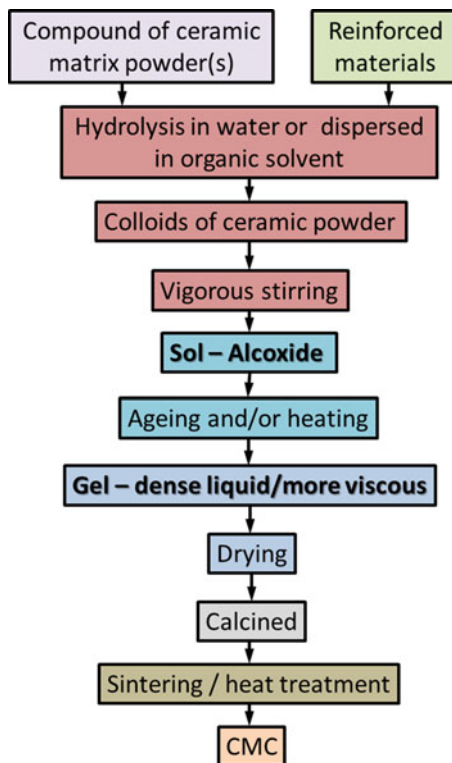 Compound of ceramic
matrix powder(s)
Reinforced
materials
Hydrolysis in water or dispersed
in organic solvent
Colloids of ceramic powder
Vigorous stirring
Sol – Alcoxide
Ageing and/or heating
Gel – dense liquid/more viscous
Drying
Calcined
Sintering / heat treatment
CMC